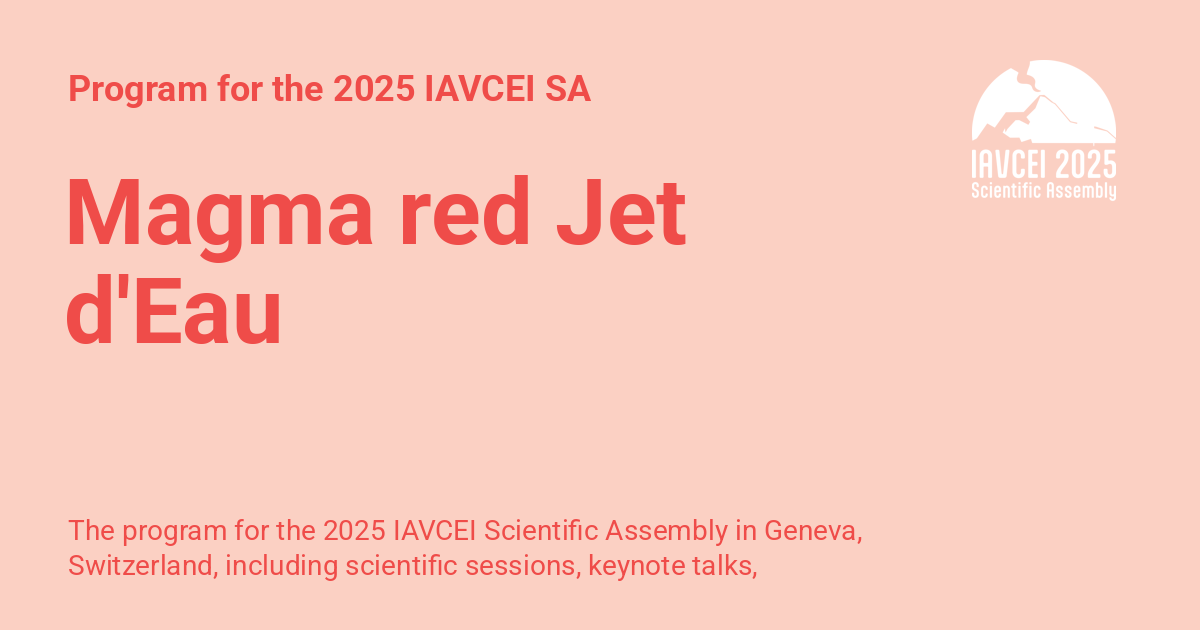 Program for the 2025 IAVCEI SA
IAVCEI 2025
Scientific Assembly
Magma red Jet
d'Eau
The program for the 2025 IAVCEI Scientific Assembly in Geneva,
Switzerland, including scientific sessions, keynote talks,